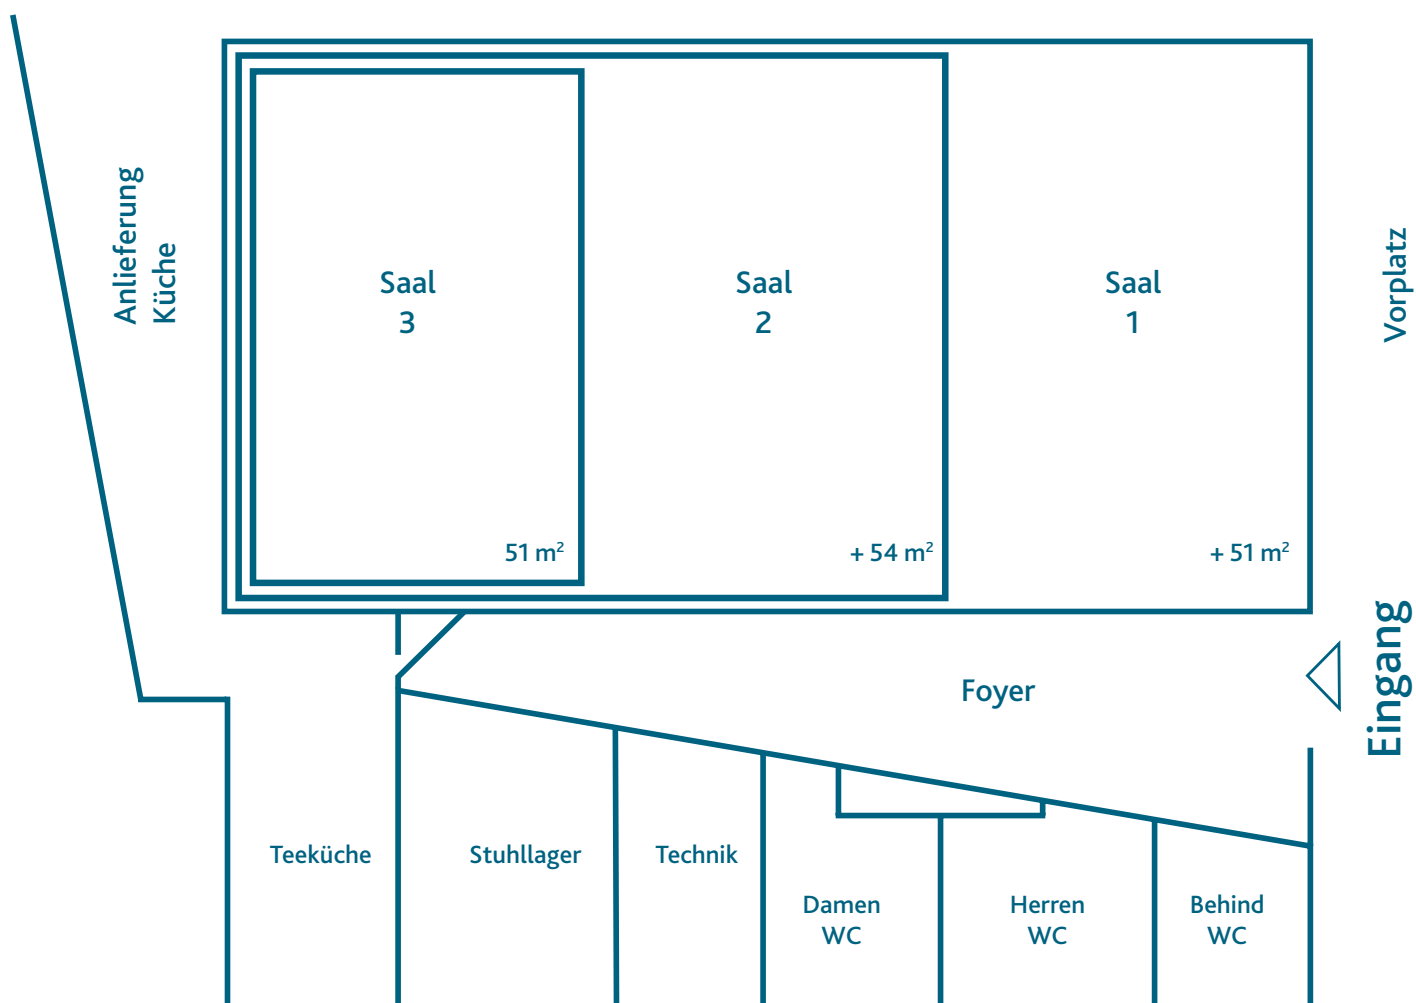 Anlieferung
Küche
Saal
3
51 m²
Saal
2
+ 54 m²
Saal
1
+ 51 m²
Vorplatz
Eingang
Foyer
Teeküche
Stuhllager
Technik
Damen
WC
Herren
WC
Behind
WC